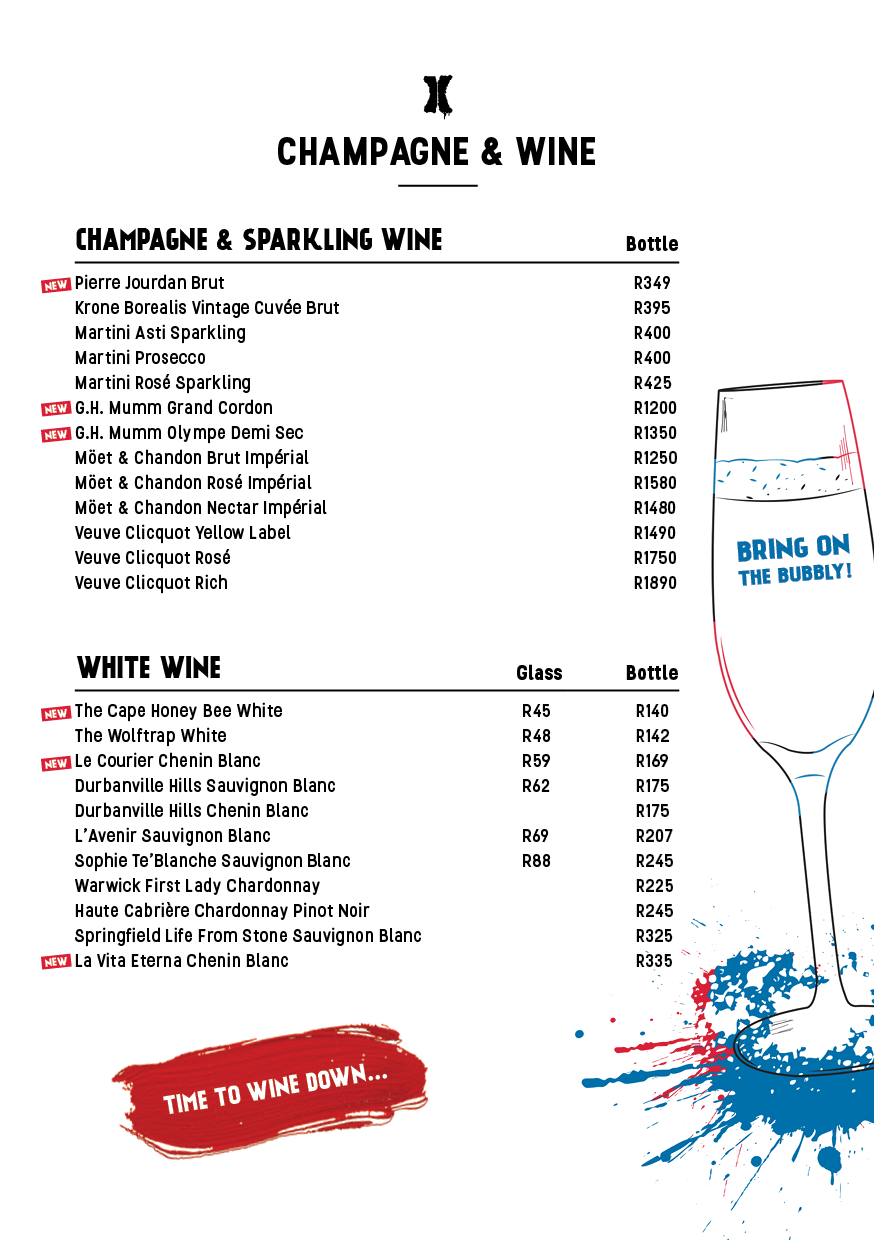 CHAMPAGNE & WINE
CHAMPAGNE & SPARKLING WINE Bottle
NEW Pierre Jourdan Brut R349
Krone Borealis Vintage Cuvée Brut R395
Martini Asti Sparkling R400
Martini Prosecco R400
Martini Rosé Sparkling R425
NEW G.H. Mumm Grand Cordon R1200
NEW G.H. Mumm Olympe Demi Sec R1350
Möet & Chandon Brut Impérial R1250
Möet & Chandon Rosé Impérial R1580
Möet & Chandon Nectar Impérial R1480
Veuve Clicquot Yellow Label R1490
Veuve Clicquot Rosé R1750
Veuve Clicquot Rich R1890
BRING ON
THE BUBBLY!
WHITE WINE Glass Bottle
NEW The Cape Honey Bee White R45 R140
The Wolftrap White R48 R142
NEW Le Courier Chenin Blanc R59 R169
Durbanville Hills Sauvignon Blanc R62 R175
Durbanville Hills Chenin Blanc R175
L’Avenir Sauvignon Blanc R69 R207
Sophie Te’Blanche Sauvignon Blanc R88 R245
Warwick First Lady Chardonnay R225
Haute Cabrière Chardonnay Pinot Noir R245
Springfield Life From Stone Sauvignon Blanc R325
NEW La Vita Eterna Chenin Blanc R335
TIME TO WINE DOWN...